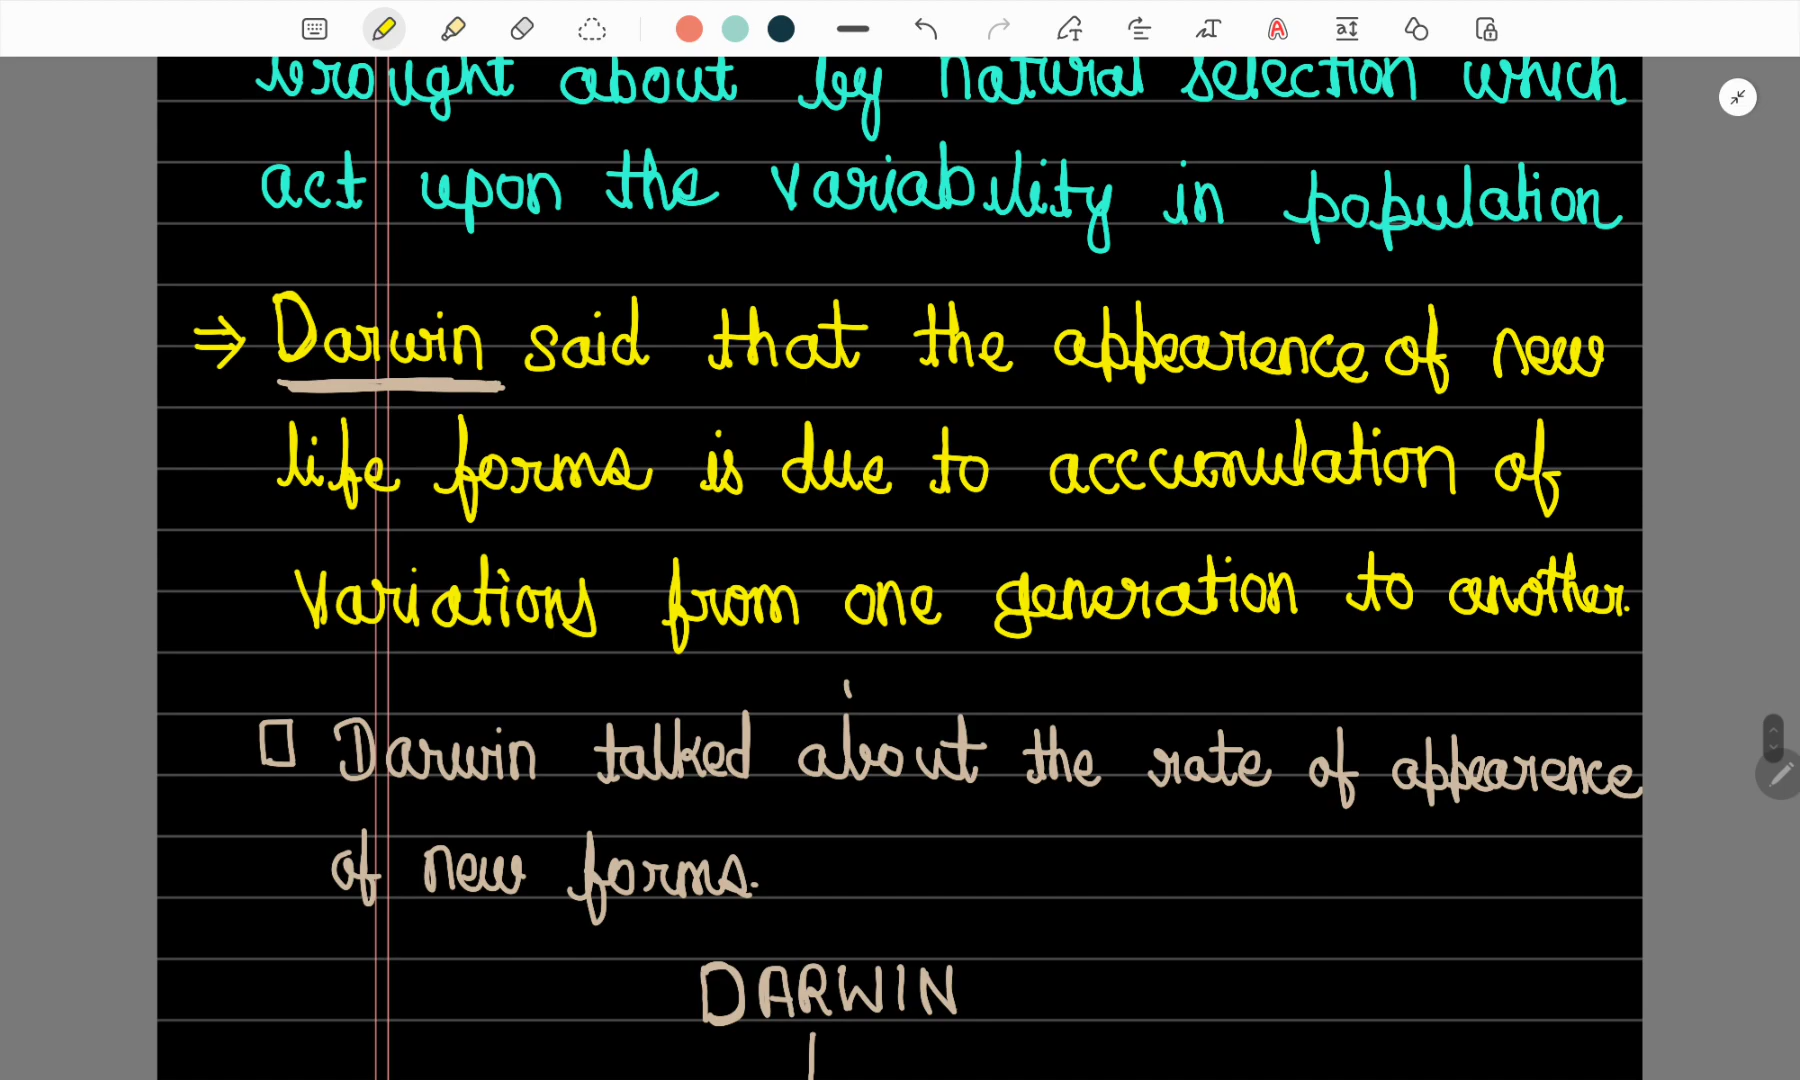 brought about by natural selection which
act upon the variability in population
⇒ Darwin said that the appearence of new
life forms is due to accumulation of
variations from one generation to another.
□ Darwin talked about the rate of appearence
of new forms.
DARWIN